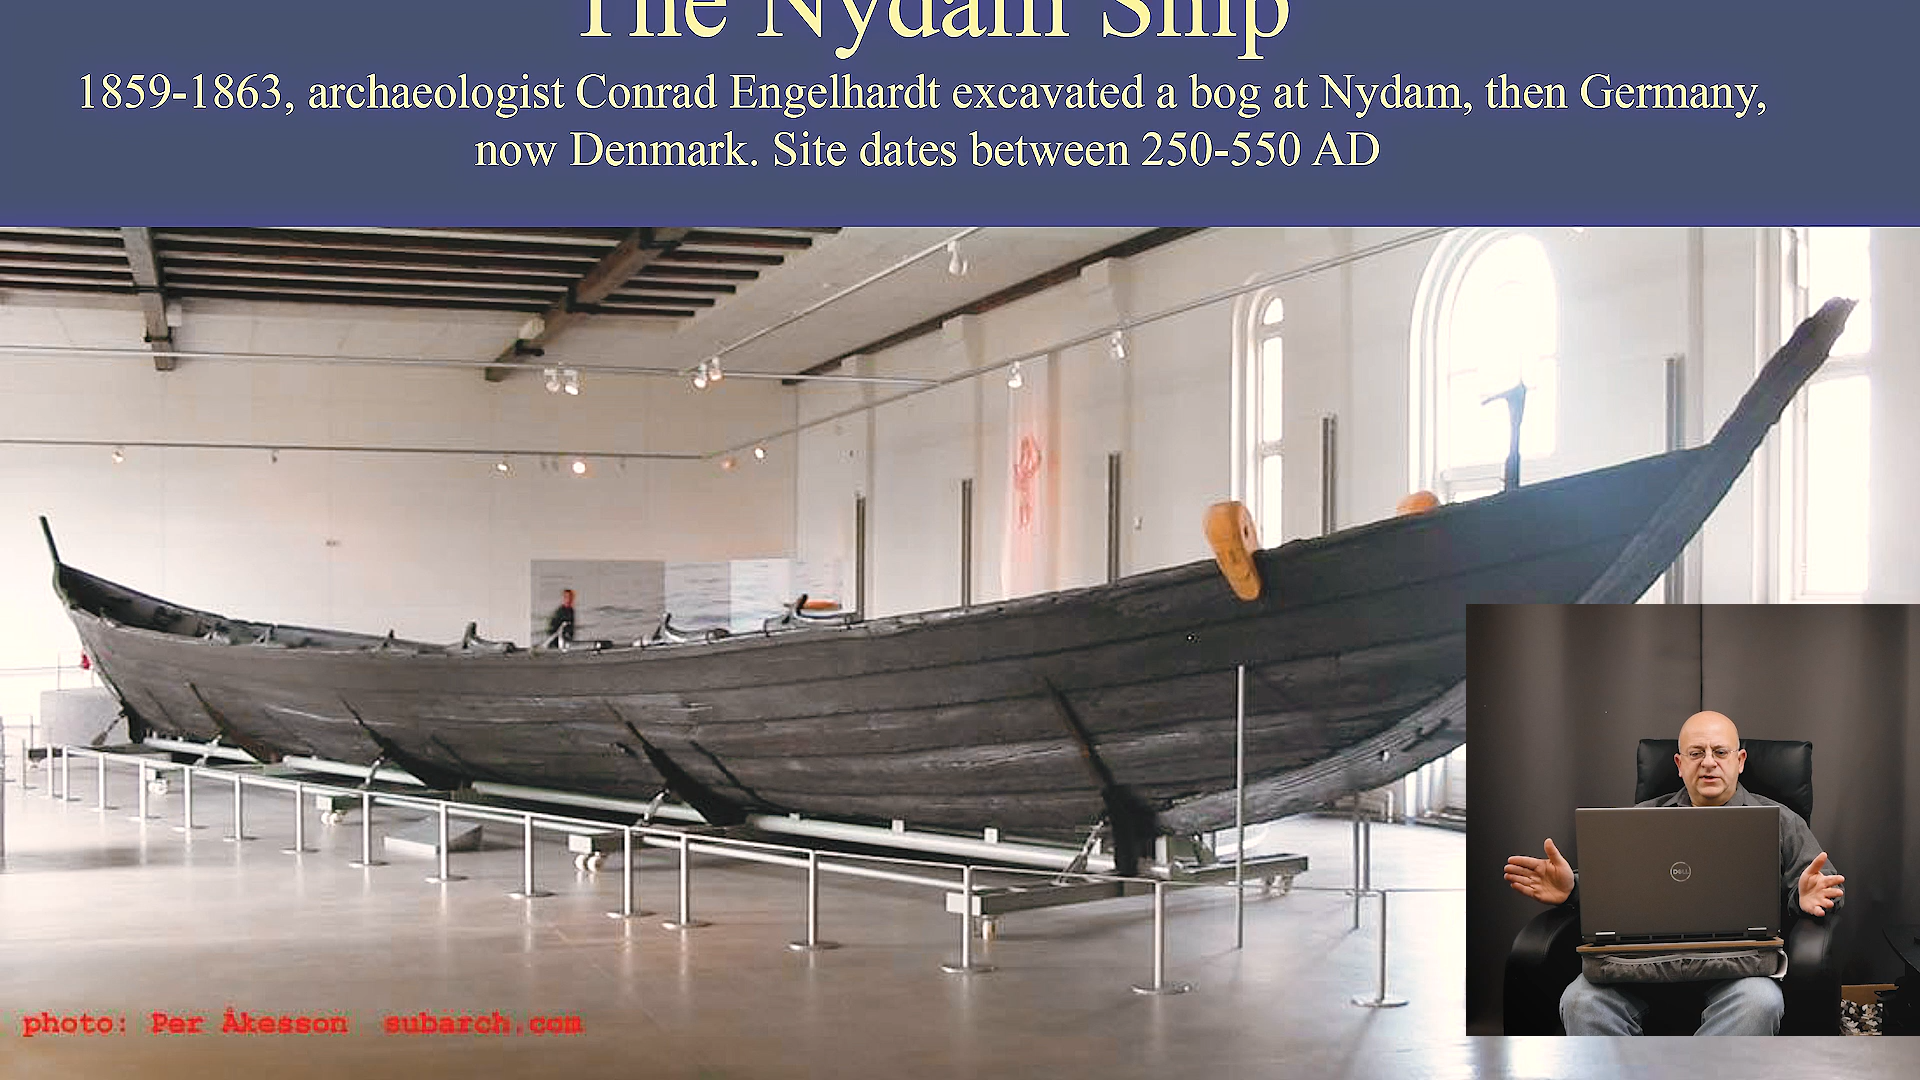 The Nydam Ship
1859-1863, archaeologist Conrad Engelhardt excavated a bog at Nydam, then Germany,
now Denmark. Site dates between 250-550 AD
DELL
photo: Per Åkesson subarch.com